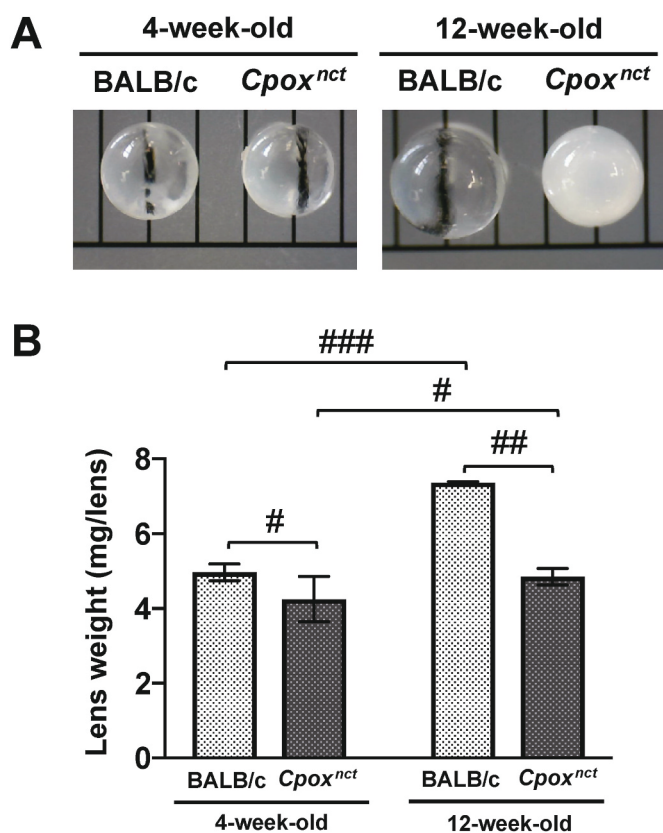 A
4-week-old
12-week-old
BALB/c
Cpox^nct
BALB/c
Cpox^nct
B
###
#
##
#
Lens weight (mg/lens)
8
6
4
2
0
BALB/c
Cpox^nct
BALB/c
Cpox^nct
4-week-old
12-week-old